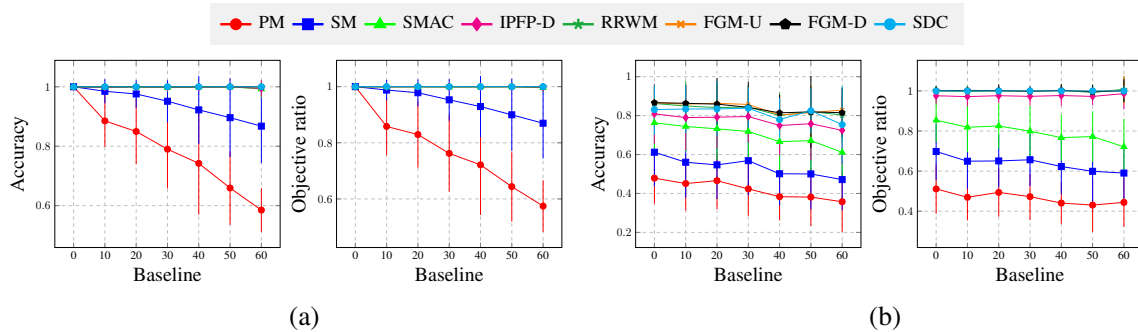 PM SM SMAC IPFP-D RRWM FGM-U FGM-D SDC
Accuracy
1
0.8
0.6
0 10 20 30 40 50 60
Baseline
Objective ratio
1
0.8
0.6
0 10 20 30 40 50 60
Baseline
(a)
Accuracy
1
0.8
0.6
0.4
0.2
0 10 20 30 40 50 60
Baseline
Objective ratio
1
0.8
0.6
0.4
0 10 20 30 40 50 60
Baseline
(b)